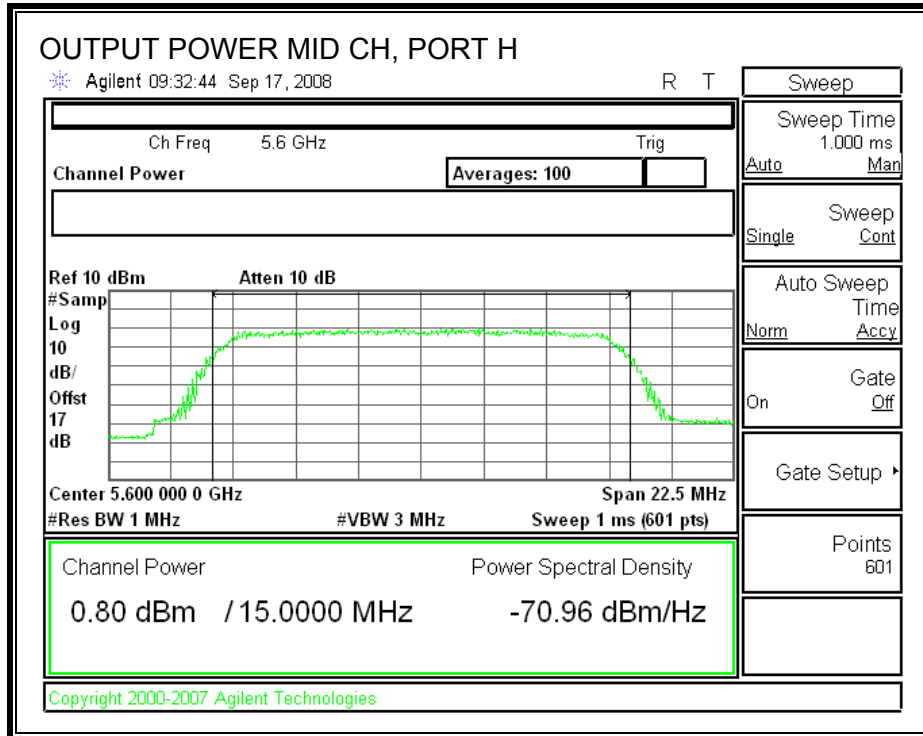 OUTPUT POWER MID CH, PORT H
Agilent 09:32:44 Sep 17, 2008 R T
Ch Freq 5.6 GHz Trig
Channel Power Averages: 100
Ref 10 dBm Atten 10 dB
#Samp
Log
10
dB/
Offst
17
dB
Center 5.600 000 0 GHz Span 22.5 MHz
#Res BW 1 MHz #VBW 3 MHz Sweep 1 ms (601 pts)
Channel Power Power Spectral Density
0.80 dBm / 15.0000 MHz -70.96 dBm/Hz
Copyright 2000-2007 Agilent Technologies
Sweep
Sweep Time
1.000 ms
Auto Man
Sweep
Single Cont
Auto Sweep
Time
Norm Accy
Gate
On Off
Gate Setup
Points
601